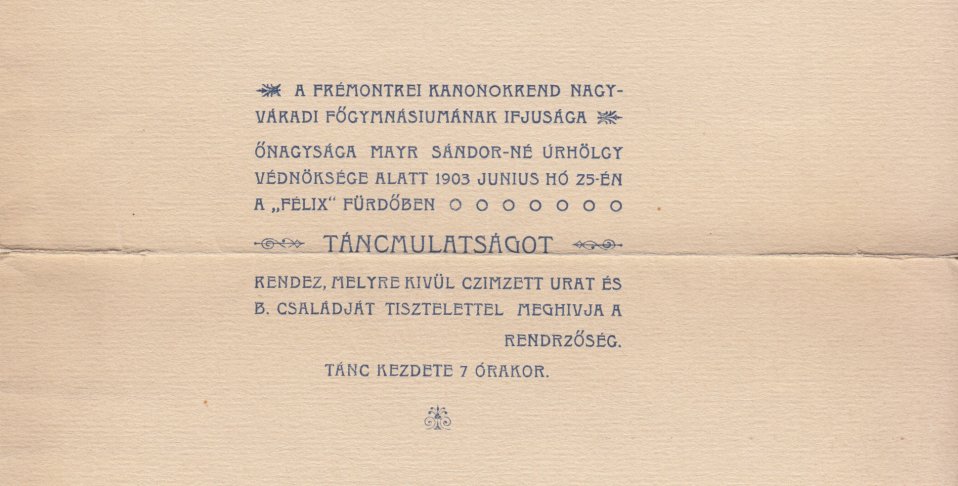 A FRÉMONTREI KANONOKREND NAGY-
VÁRADI FŐGYMNÁSIUMÁNAK IFJUSÁGA
ŐNAGYSÁGA MAYR SÁNDOR-NÉ ÚRHÖLGY
VÉDNÖKSÉGE ALATT 1903 JUNIUS HÓ 25-ÉN
A „FÉLIX“ FÜRDŐBEN
TÁNCMULATSÁGOT
RENDEZ, MELYRE KIVÜL CZIMZETT URAT ÉS
B. CSALÁDJÁT TISZTELETTEL MEGHIVJA A
RENDRZŐSÉG.
TÁNC KEZDETE 7 ÓRAKOR.